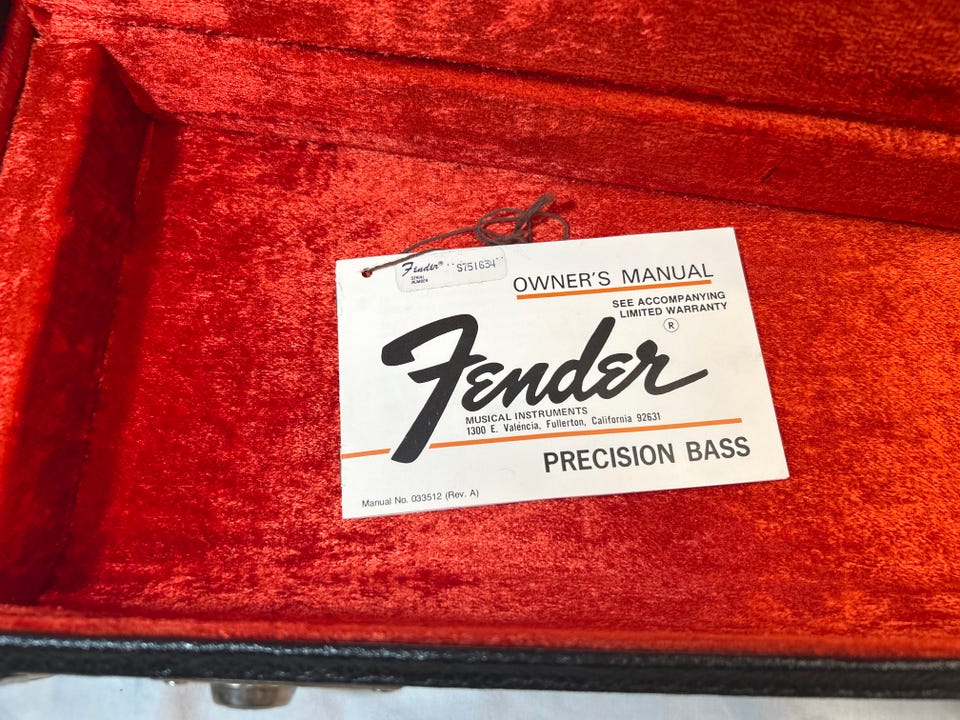 Fender®
SERIAL
NUMBER
S751634
OWNER'S MANUAL
SEE ACCOMPANYING
LIMITED WARRANTY
®
Fender
MUSICAL INSTRUMENTS
1300 E. Valéncia, Fullerton, California 92631
PRECISION BASS
Manual No. 033512 (Rev. A)